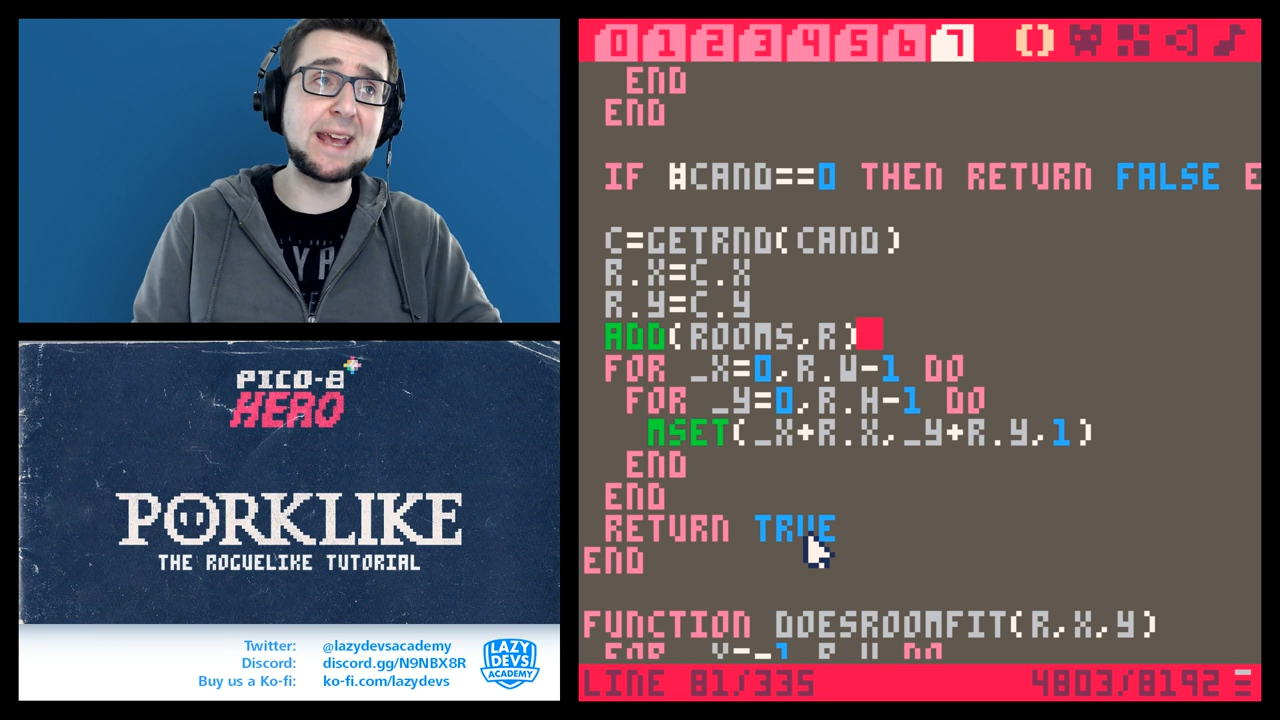 0 1 2 3 4 5 6 7
END
END
IF #CAND==0 THEN RETURN FALSE E
C=GETRND(CAND)
R.X=C.X
R.Y=C.Y
ADD(ROOMS,R)
FOR _X=0,R.W-1 DO
FOR _Y=0,R.H-1 DO
MSET(_X+R.X,_Y+R.Y,1)
END
END
RETURN TRUE
END
FUNCTION DOESROOMFIT(R,X,Y)
LINE 81/335 4803/8192
PICO-8
HERO
PORKLIKE
THE ROGUELIKE TUTORIAL
Twitter: @lazydevsacademy
Discord: discord.gg/N9NBX8R
Buy us a Ko-fi: ko-fi.com/lazydevs
LAZY
DEVS
ACADEMY